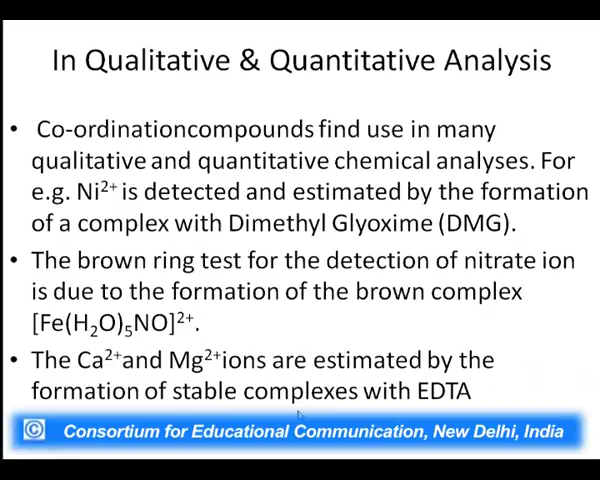 In Qualitative & Quantitative Analysis
• Co-ordinationcompounds find use in many
qualitative and quantitative chemical analyses. For
e.g. Ni²⁺ is detected and estimated by the formation
of a complex with Dimethyl Glyoxime (DMG).
• The brown ring test for the detection of nitrate ion
is due to the formation of the brown complex
[Fe(H₂O)₅NO]²⁺.
• The Ca²⁺and Mg²⁺ions are estimated by the
formation of stable complexes with EDTA
© Consortium for Educational Communication, New Delhi, India